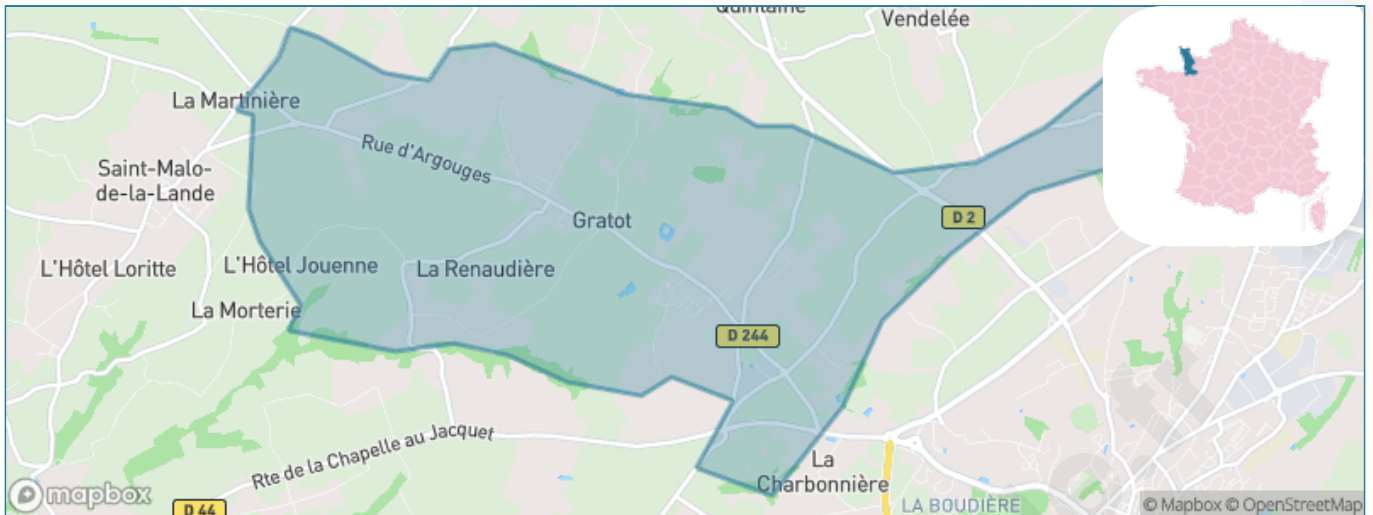 Quintaine
Vendelée
La Martinière
Rue d'Argouges
Saint-Malo-
de-la-Lande
Gratot
D 2
L'Hôtel Loritte
L'Hôtel Jouenne
La Renaudière
La Morterie
D 244
Rte de la Chapelle au Jacquet
La
Charbonnière
LA BOUDIÈRE
mapbox
D 44
© Mapbox © OpenStreetMap